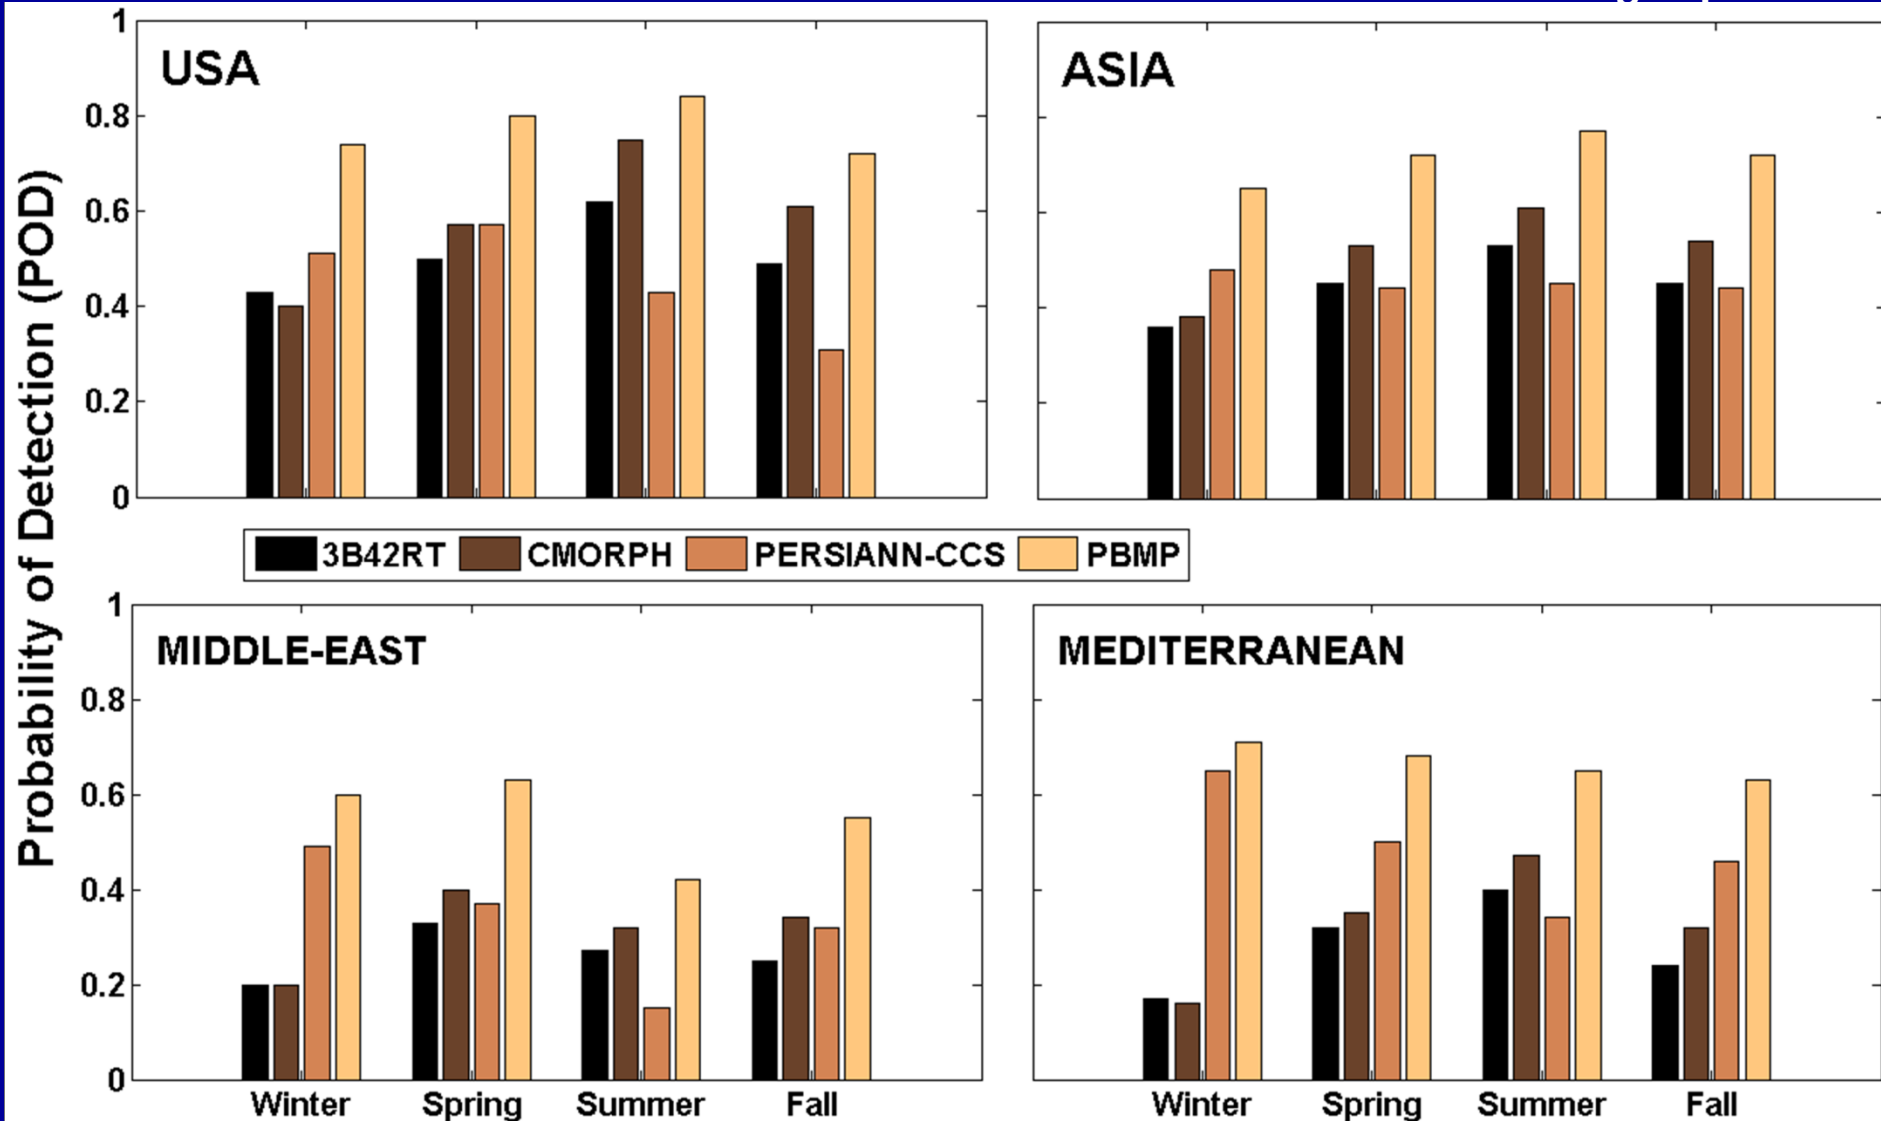 Probability of Detection (POD)
USA
1
0.8
0.6
0.4
0.2
0
ASIA
3B42RT CMORPH PERSIANN-CCS PBMP
MIDDLE-EAST
1
0.8
0.6
0.4
0.2
0
Winter Spring Summer Fall
MEDITERRANEAN
Winter Spring Summer Fall